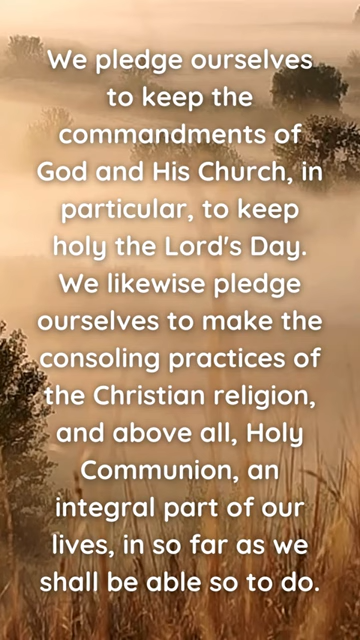 We pledge ourselves
to keep the
commandments of
God and His Church, in
particular, to keep
holy the Lord's Day.
We likewise pledge
ourselves to make the
consoling practices of
the Christian religion,
and above all, Holy
Communion, an
integral part of our
lives, in so far as we
shall be able so to do.